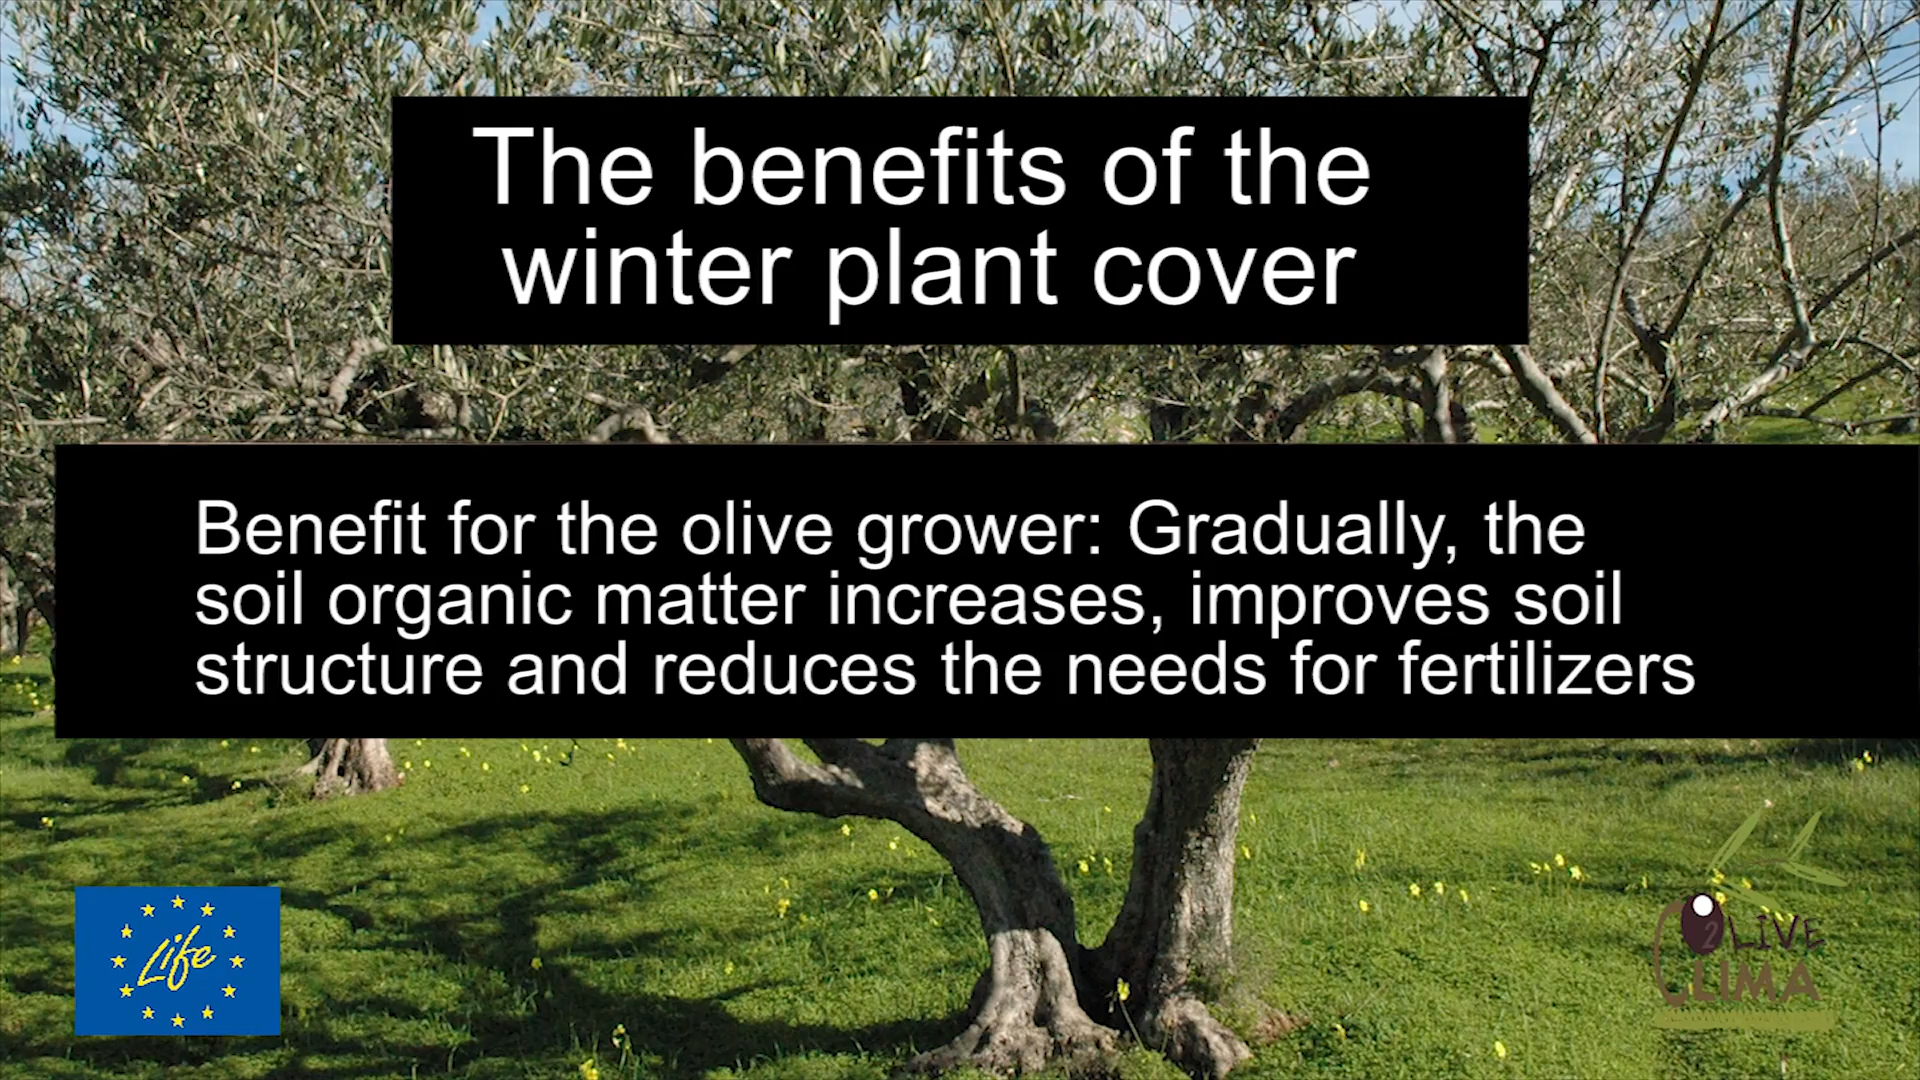 The benefits of the
winter plant cover
Benefit for the olive grower: Gradually, the
soil organic matter increases, improves soil
structure and reduces the needs for fertilizers
Life
OLIVE
CLIMA